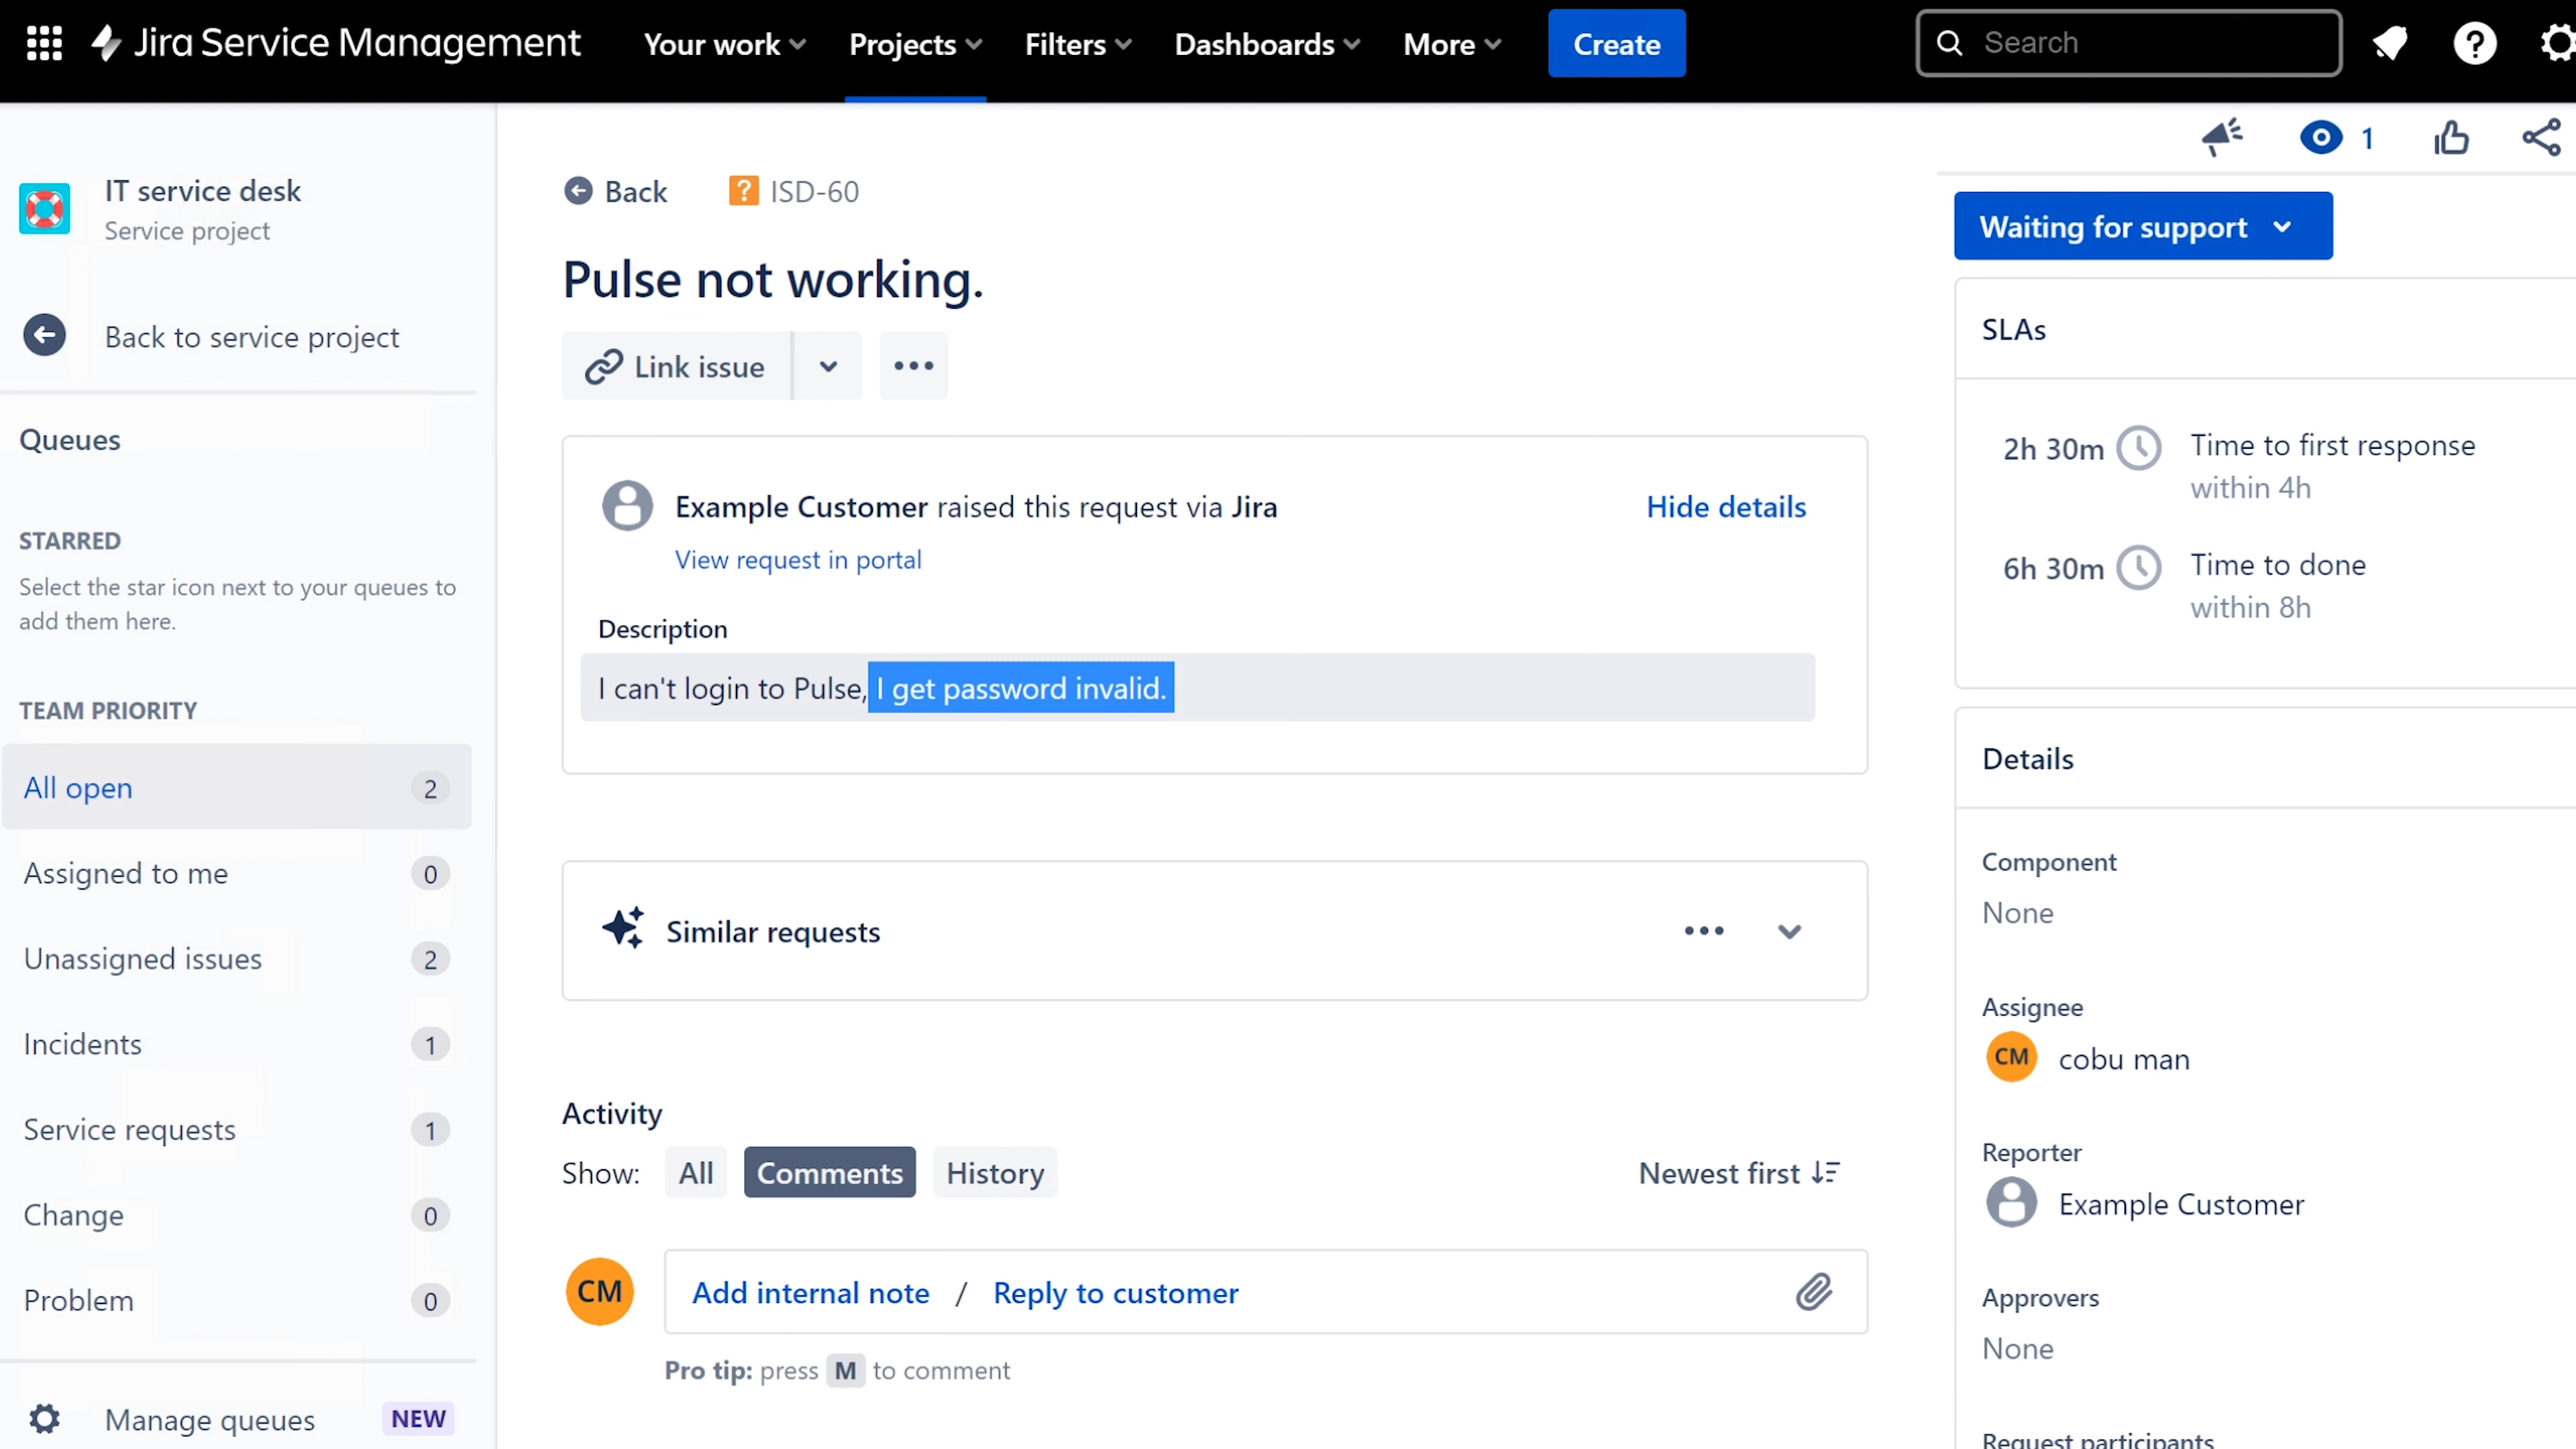 Jira Service Management
Your work
Projects
Filters
Dashboards
More
Create
Search
1
IT service desk
Service project
Back to service project
Queues
STARRED
Select the star icon next to your queues to
add them here.
TEAM PRIORITY
All open 2
Assigned to me 0
Unassigned issues 2
Incidents 1
Service requests 1
Change 0
Problem 0
Manage queues NEW
Back
? ISD-60
Pulse not working.
Link issue
Example Customer raised this request via Jira
Hide details
View request in portal
Description
I can't login to Pulse, I get password invalid.
Similar requests
Activity
Show: All Comments History
Newest first
CM
Add internal note / Reply to customer
Pro tip: press M to comment
Waiting for support
SLAs
2h 30m Time to first response
within 4h
6h 30m Time to done
within 8h
Details
Component
None
Assignee
CM cobu man
Reporter
Example Customer
Approvers
None
Request participants